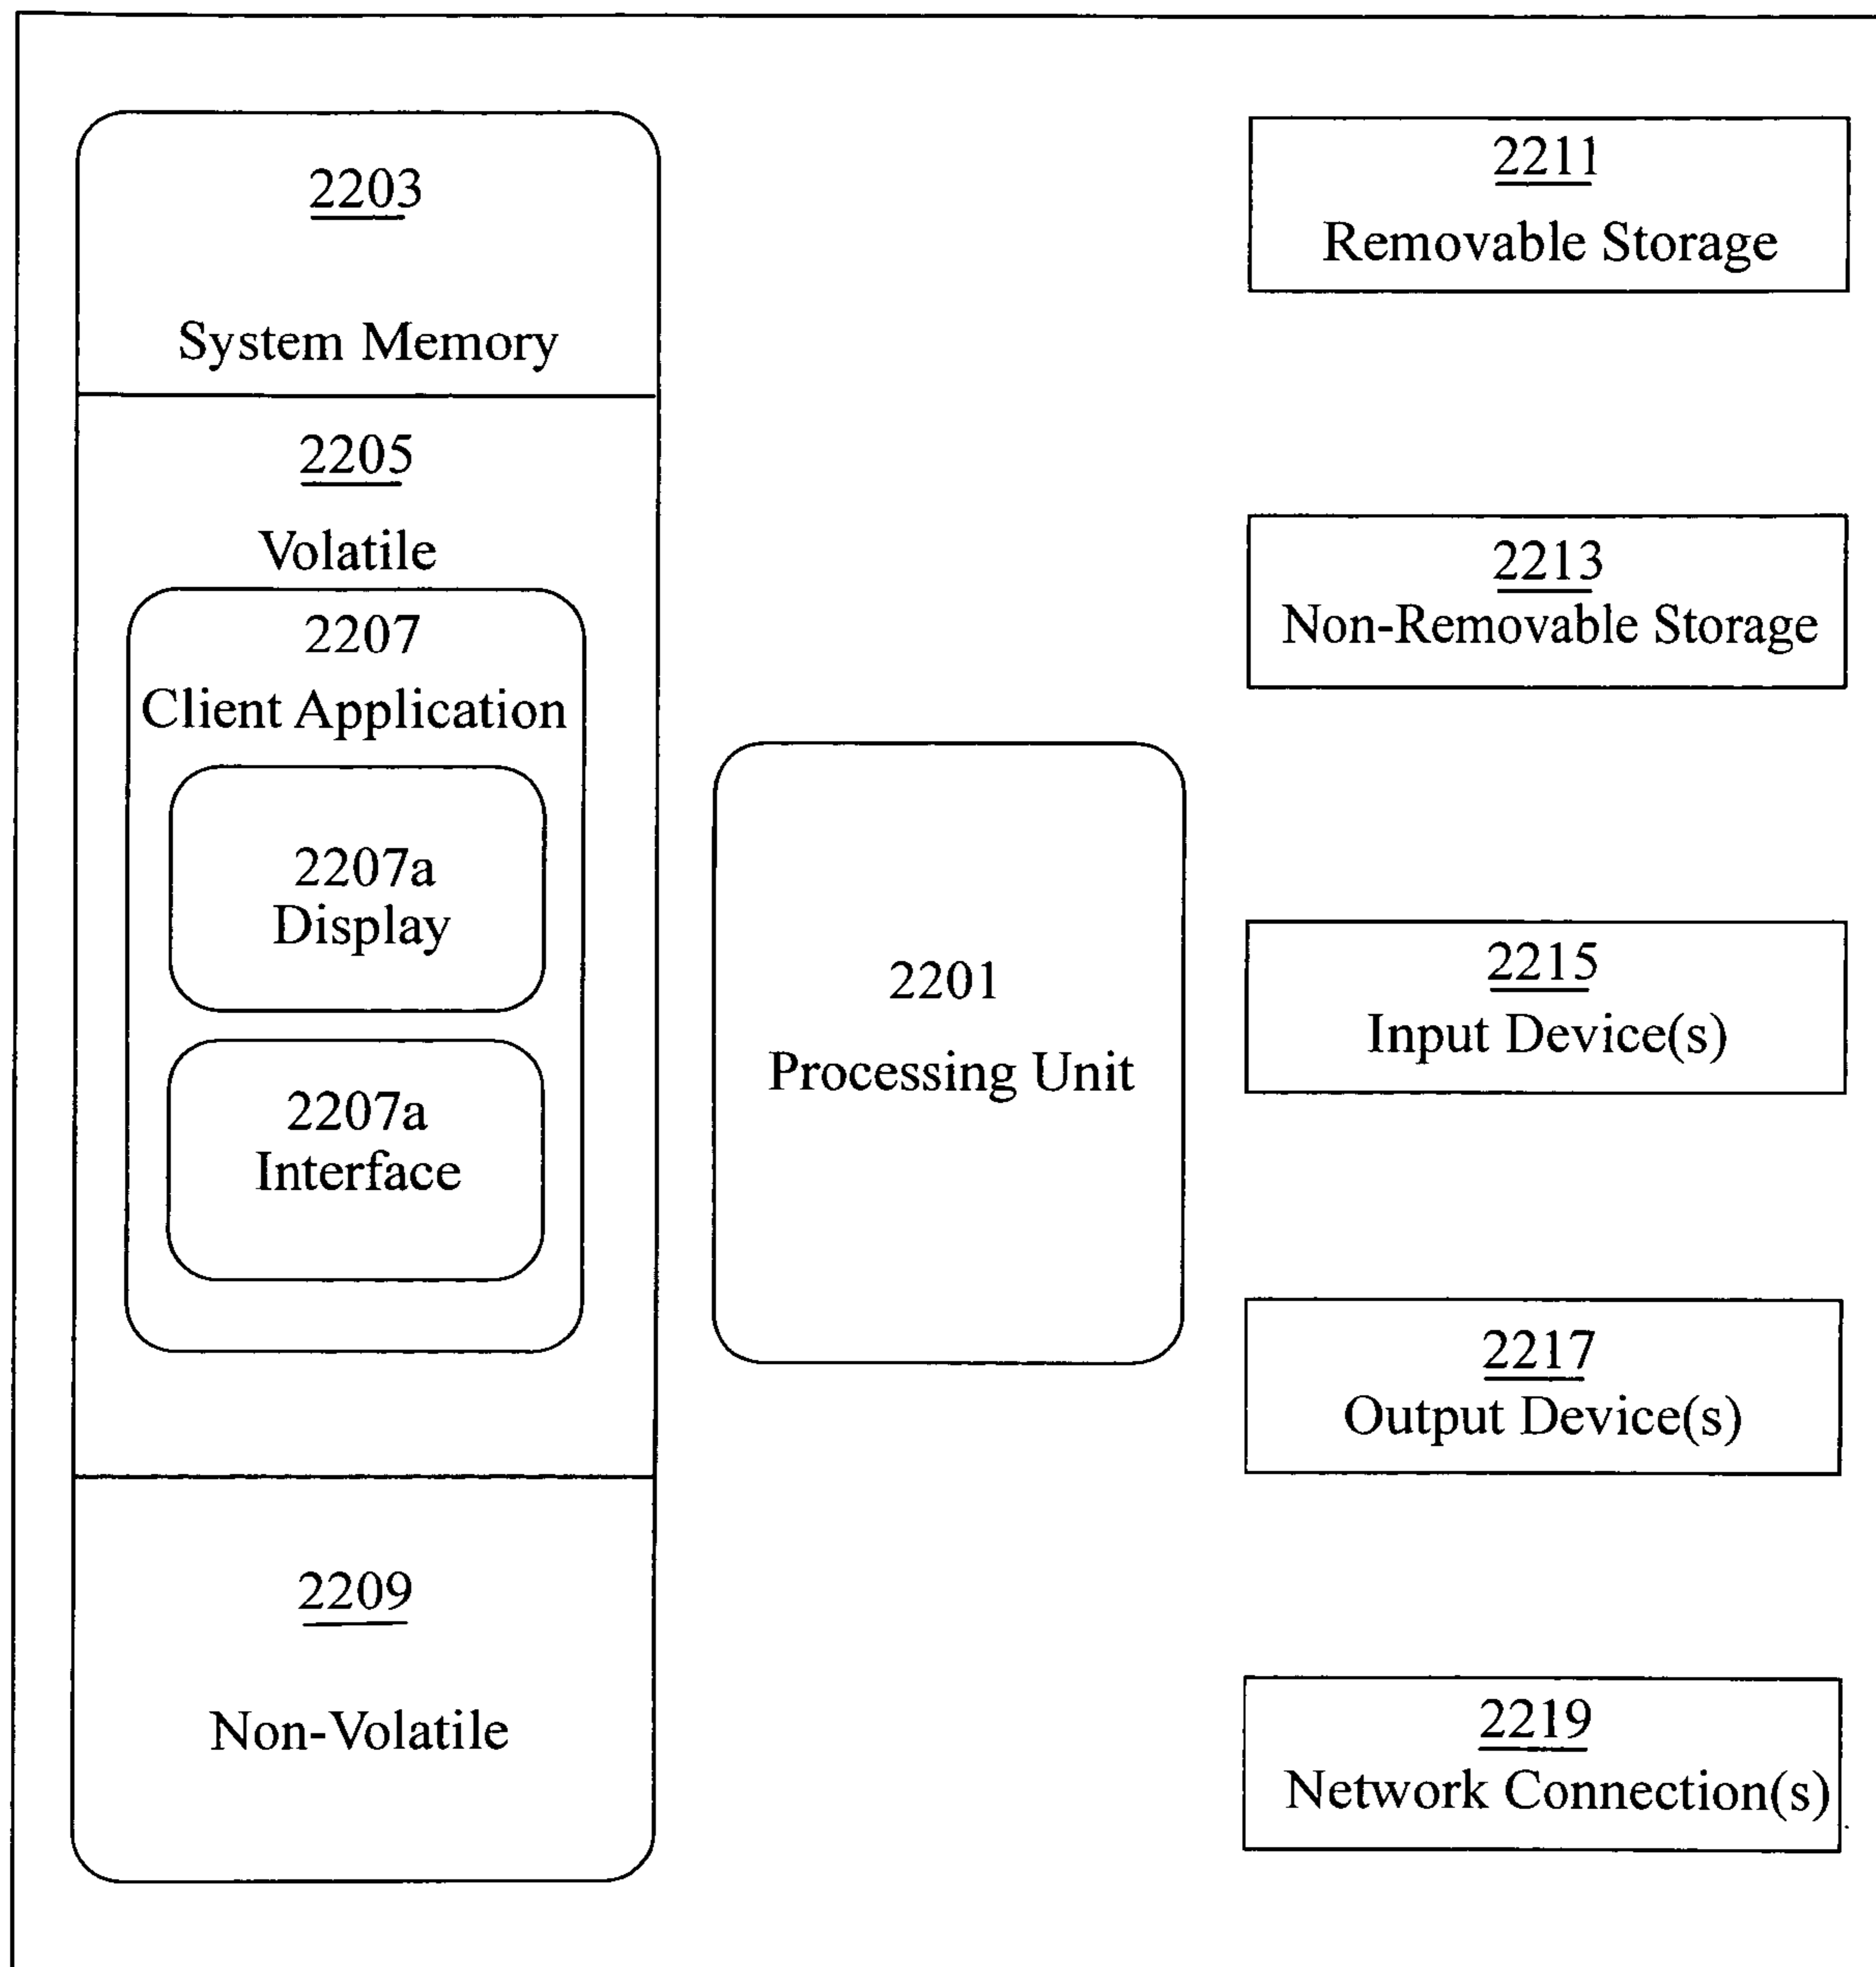 2203
System Memory
2205
Volatile
2207
Client Application
2207a
Display
2207a
Interface
2209
Non-Volatile
2201
Processing Unit
2211
Removable Storage
2213
Non-Removable Storage
2215
Input Device(s)
2217
Output Device(s)
2219
Network Connection(s)